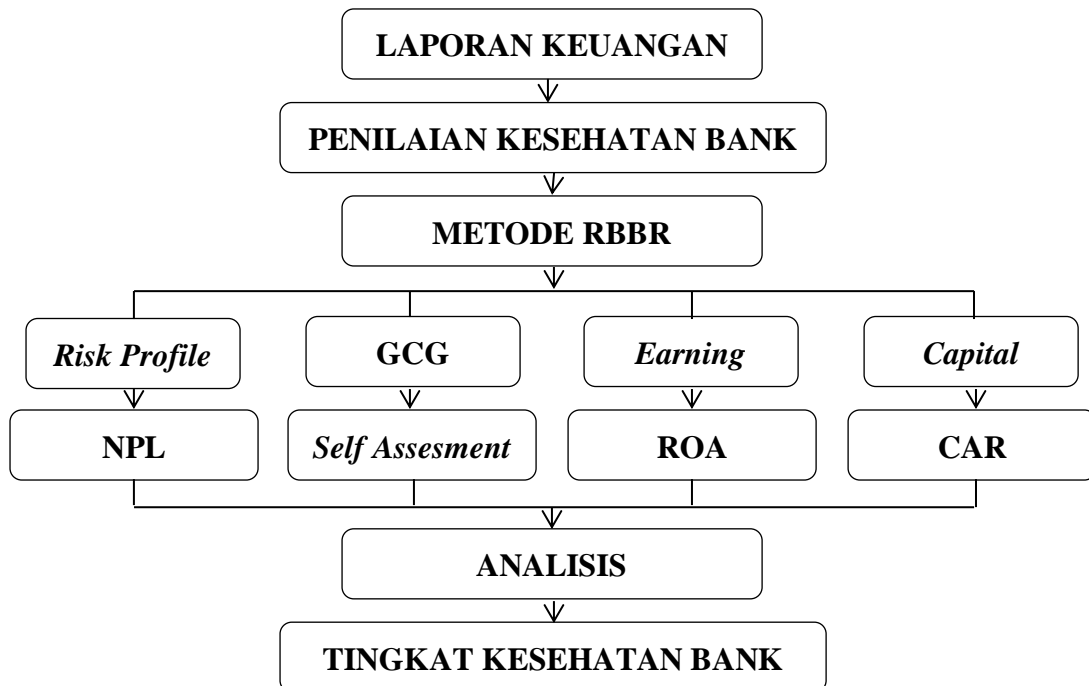 LAPORAN KEUANGAN
PENILAIAN KESEHATAN BANK
METODE RBBR
Risk Profile
GCG
Earning
Capital
NPL
Self Assesment
ROA
CAR
ANALISIS
TINGKAT KESEHATAN BANK